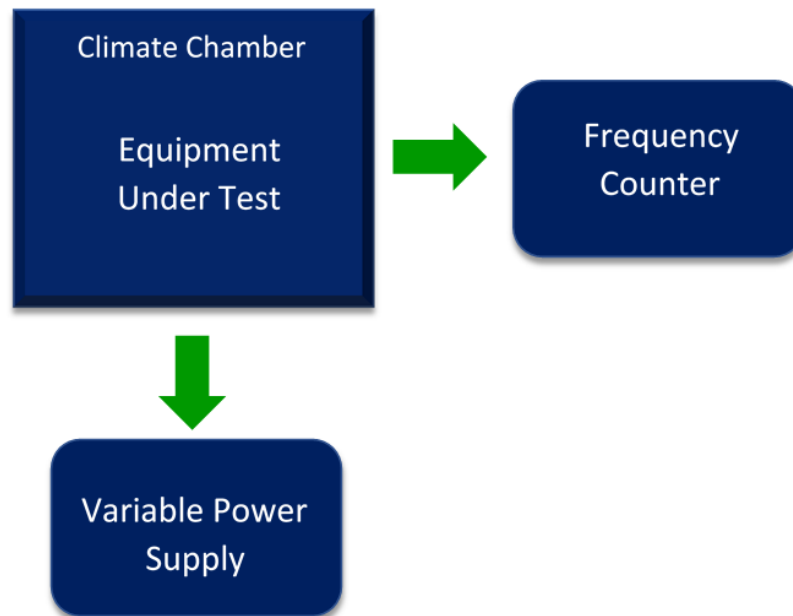 Climate Chamber
Equipment
Under Test
Frequency
Counter
Variable Power
Supply